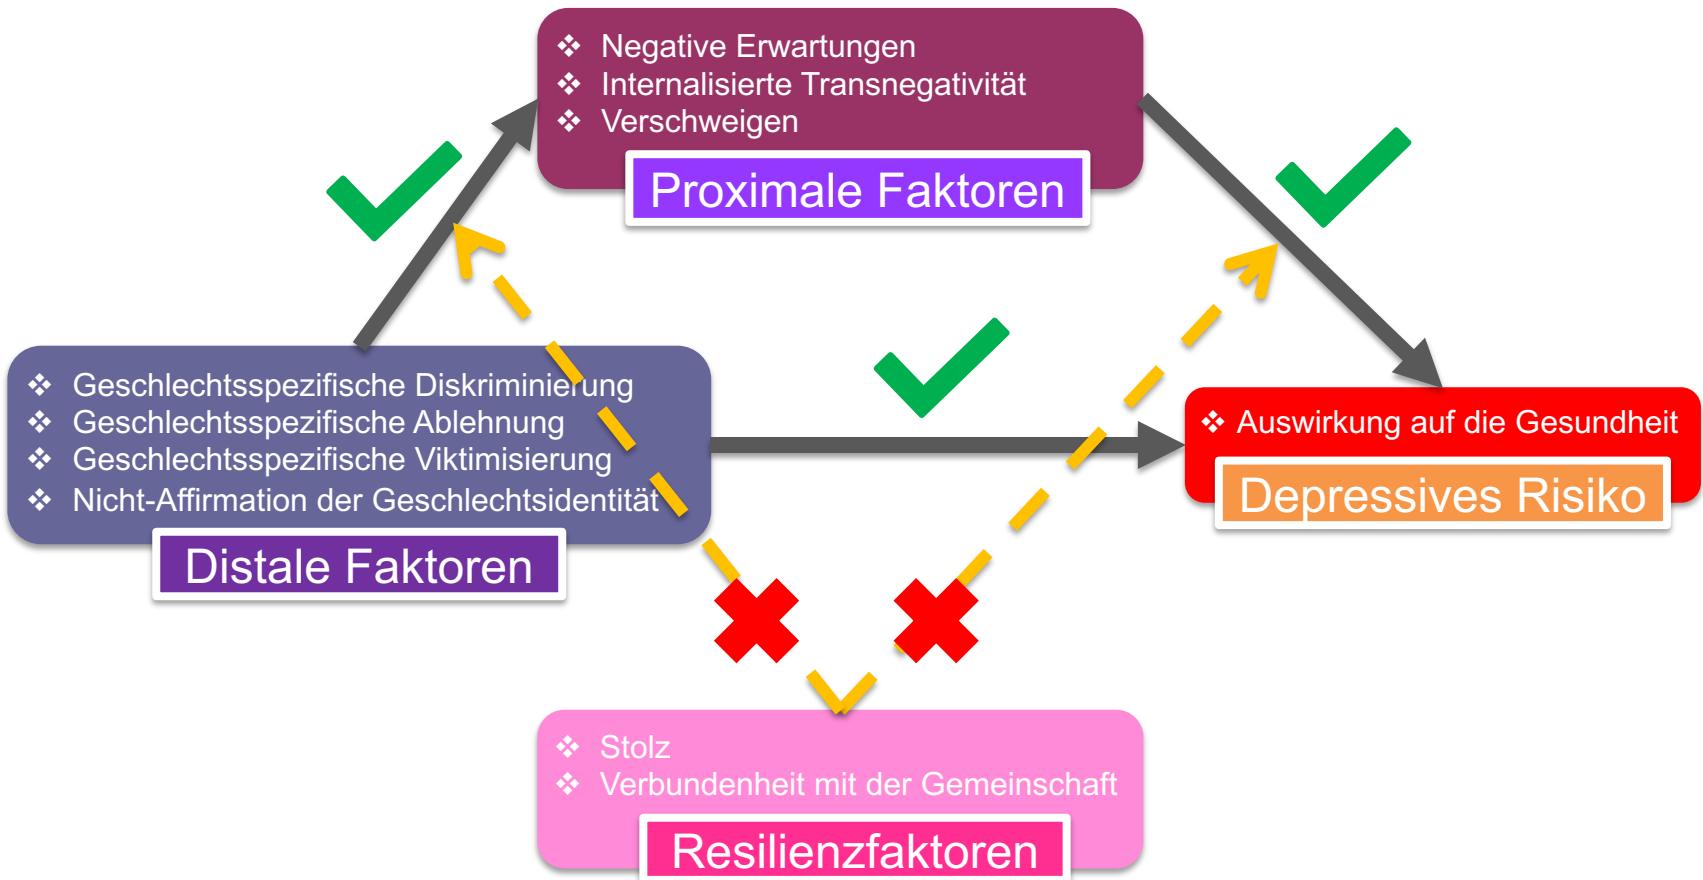 ❖ Negative Erwartungen
❖ Internalisierte Transnegativität
❖ Verschweigen
Proximale Faktoren
❖ Geschlechtsspezifische Diskriminierung
❖ Geschlechtsspezifische Ablehnung
❖ Geschlechtsspezifische Viktimisierung
❖ Nicht-Affirmation der Geschlechtsidentität
Distale Faktoren
❖ Auswirkung auf die Gesundheit
Depressives Risiko
❖ Stolz
❖ Verbundenheit mit der Gemeinschaft
Resilienzfaktoren